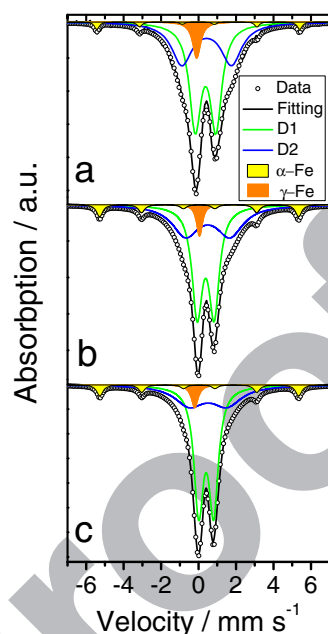 Data
Fitting
D1
D2
α-Fe
γ-Fe
a
b
c
Absorbption / a.u.
-6 -4 -2 0 2 4 6
Velocity / mm s-1